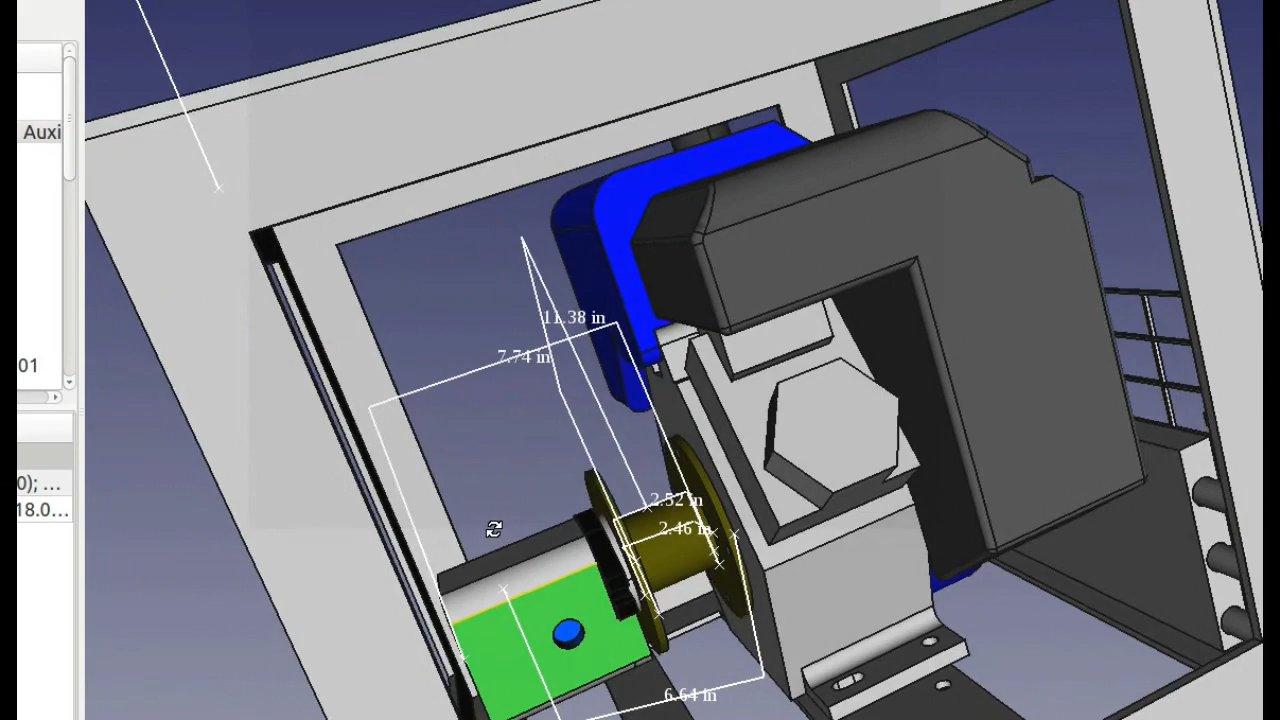 Auxi
11.38 in
7.74 in
01
0); ...
18.0...
2.52 in
2.46 in
6.64 in